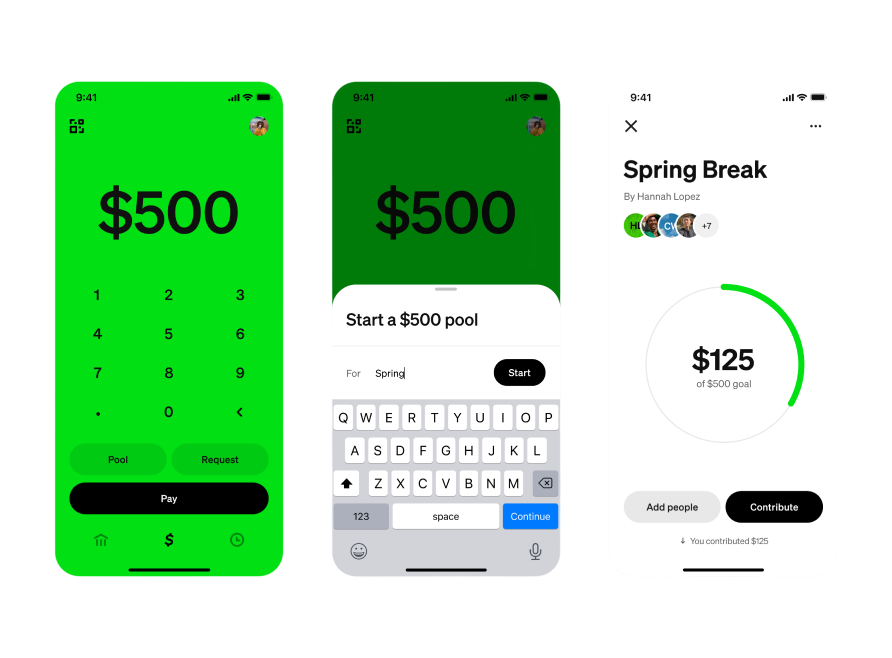 9:41
$500
1 2 3
4 5 6
7 8 9
. 0 <
Pool Request
Pay
$
9:41
$500
Start a $500 pool
For Spring Start
Q W E R T Y U I O P
A S D F G H J K L
Z X C V B N M
123 space Continue
9:41
Spring Break
By Hannah Lopez
+7
$125
of $500 goal
Add people Contribute
You contributed $125